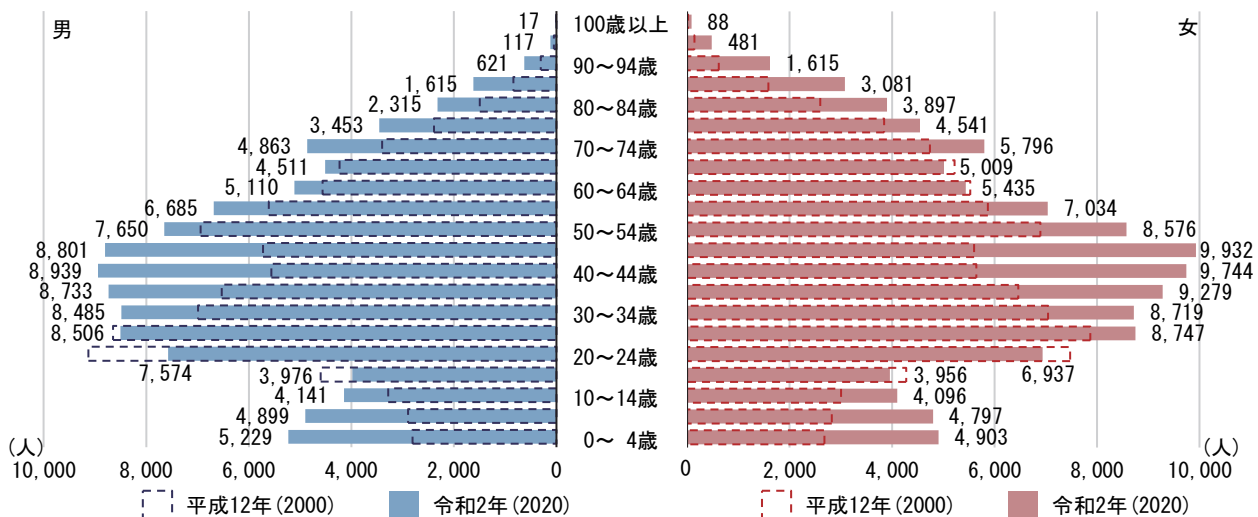 男 17 100歳以上 88 女
117 481
621 90～94歳 1,615
1,615 3,081
2,315 80～84歳 3,897
3,453 4,541
4,863 70～74歳 5,796
4,511 5,009
5,110 60～64歳 5,435
6,685 7,034
7,650 50～54歳 8,576
8,801 9,932
8,939 40～44歳 9,744
8,733 9,279
8,485 30～34歳 8,719
8,506 8,747
7,574 20～24歳 6,937
3,976 3,956
4,141 10～14歳 4,096
4,899 4,797
5,229 0～ 4歳 4,903
(人) (人)
10,000 8,000 6,000 4,000 2,000 0 0 2,000 4,000 6,000 8,000 10,000
平成12年(2000) 令和2年(2020) 平成12年(2000) 令和2年(2020)